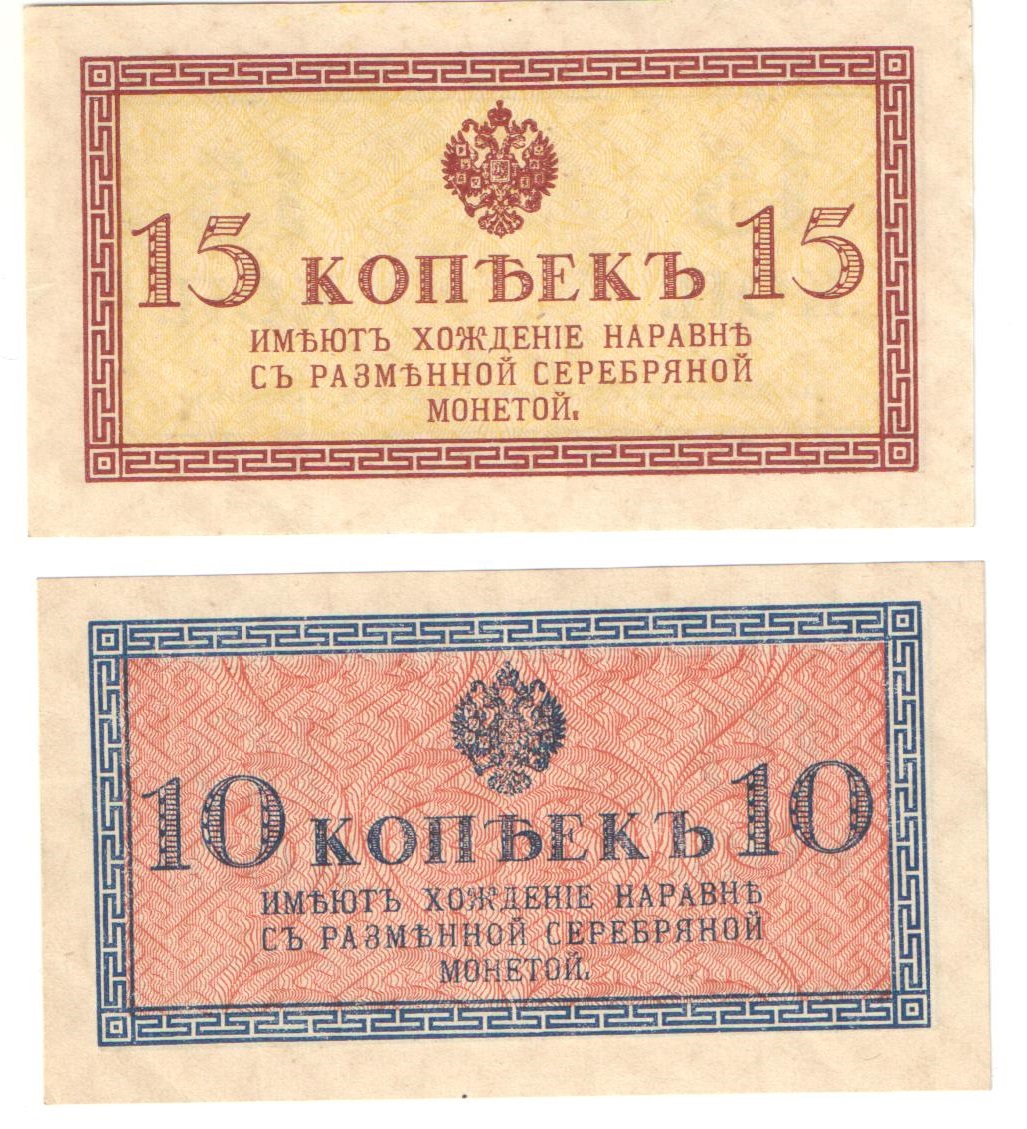 15 КОПѢЕКЪ 15
ИМѢЮТЪ ХОЖДЕНІЕ НАРАВНѢ
СЪ РАЗМѢННОЙ СЕРЕБРЯНОЙ
МОНЕТОЙ.
10 КОПѢЕКЪ 10
ИМѢЮТЪ ХОЖДЕНІЕ НАРАВНѢ
СЪ РАЗМѢННОЙ СЕРЕБРЯНОЙ
МОНЕТОЙ.